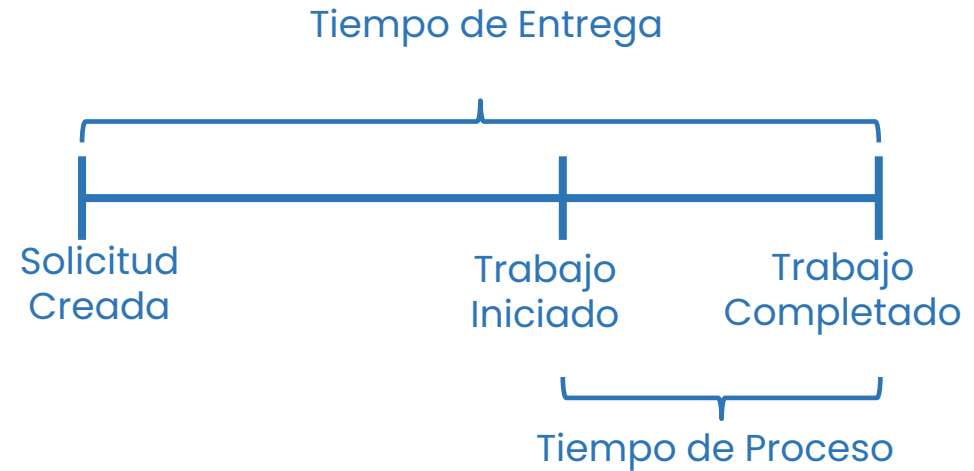 Tiempo de Entrega
Solicitud
Creada
Trabajo
Iniciado
Trabajo
Completado
Tiempo de Proceso